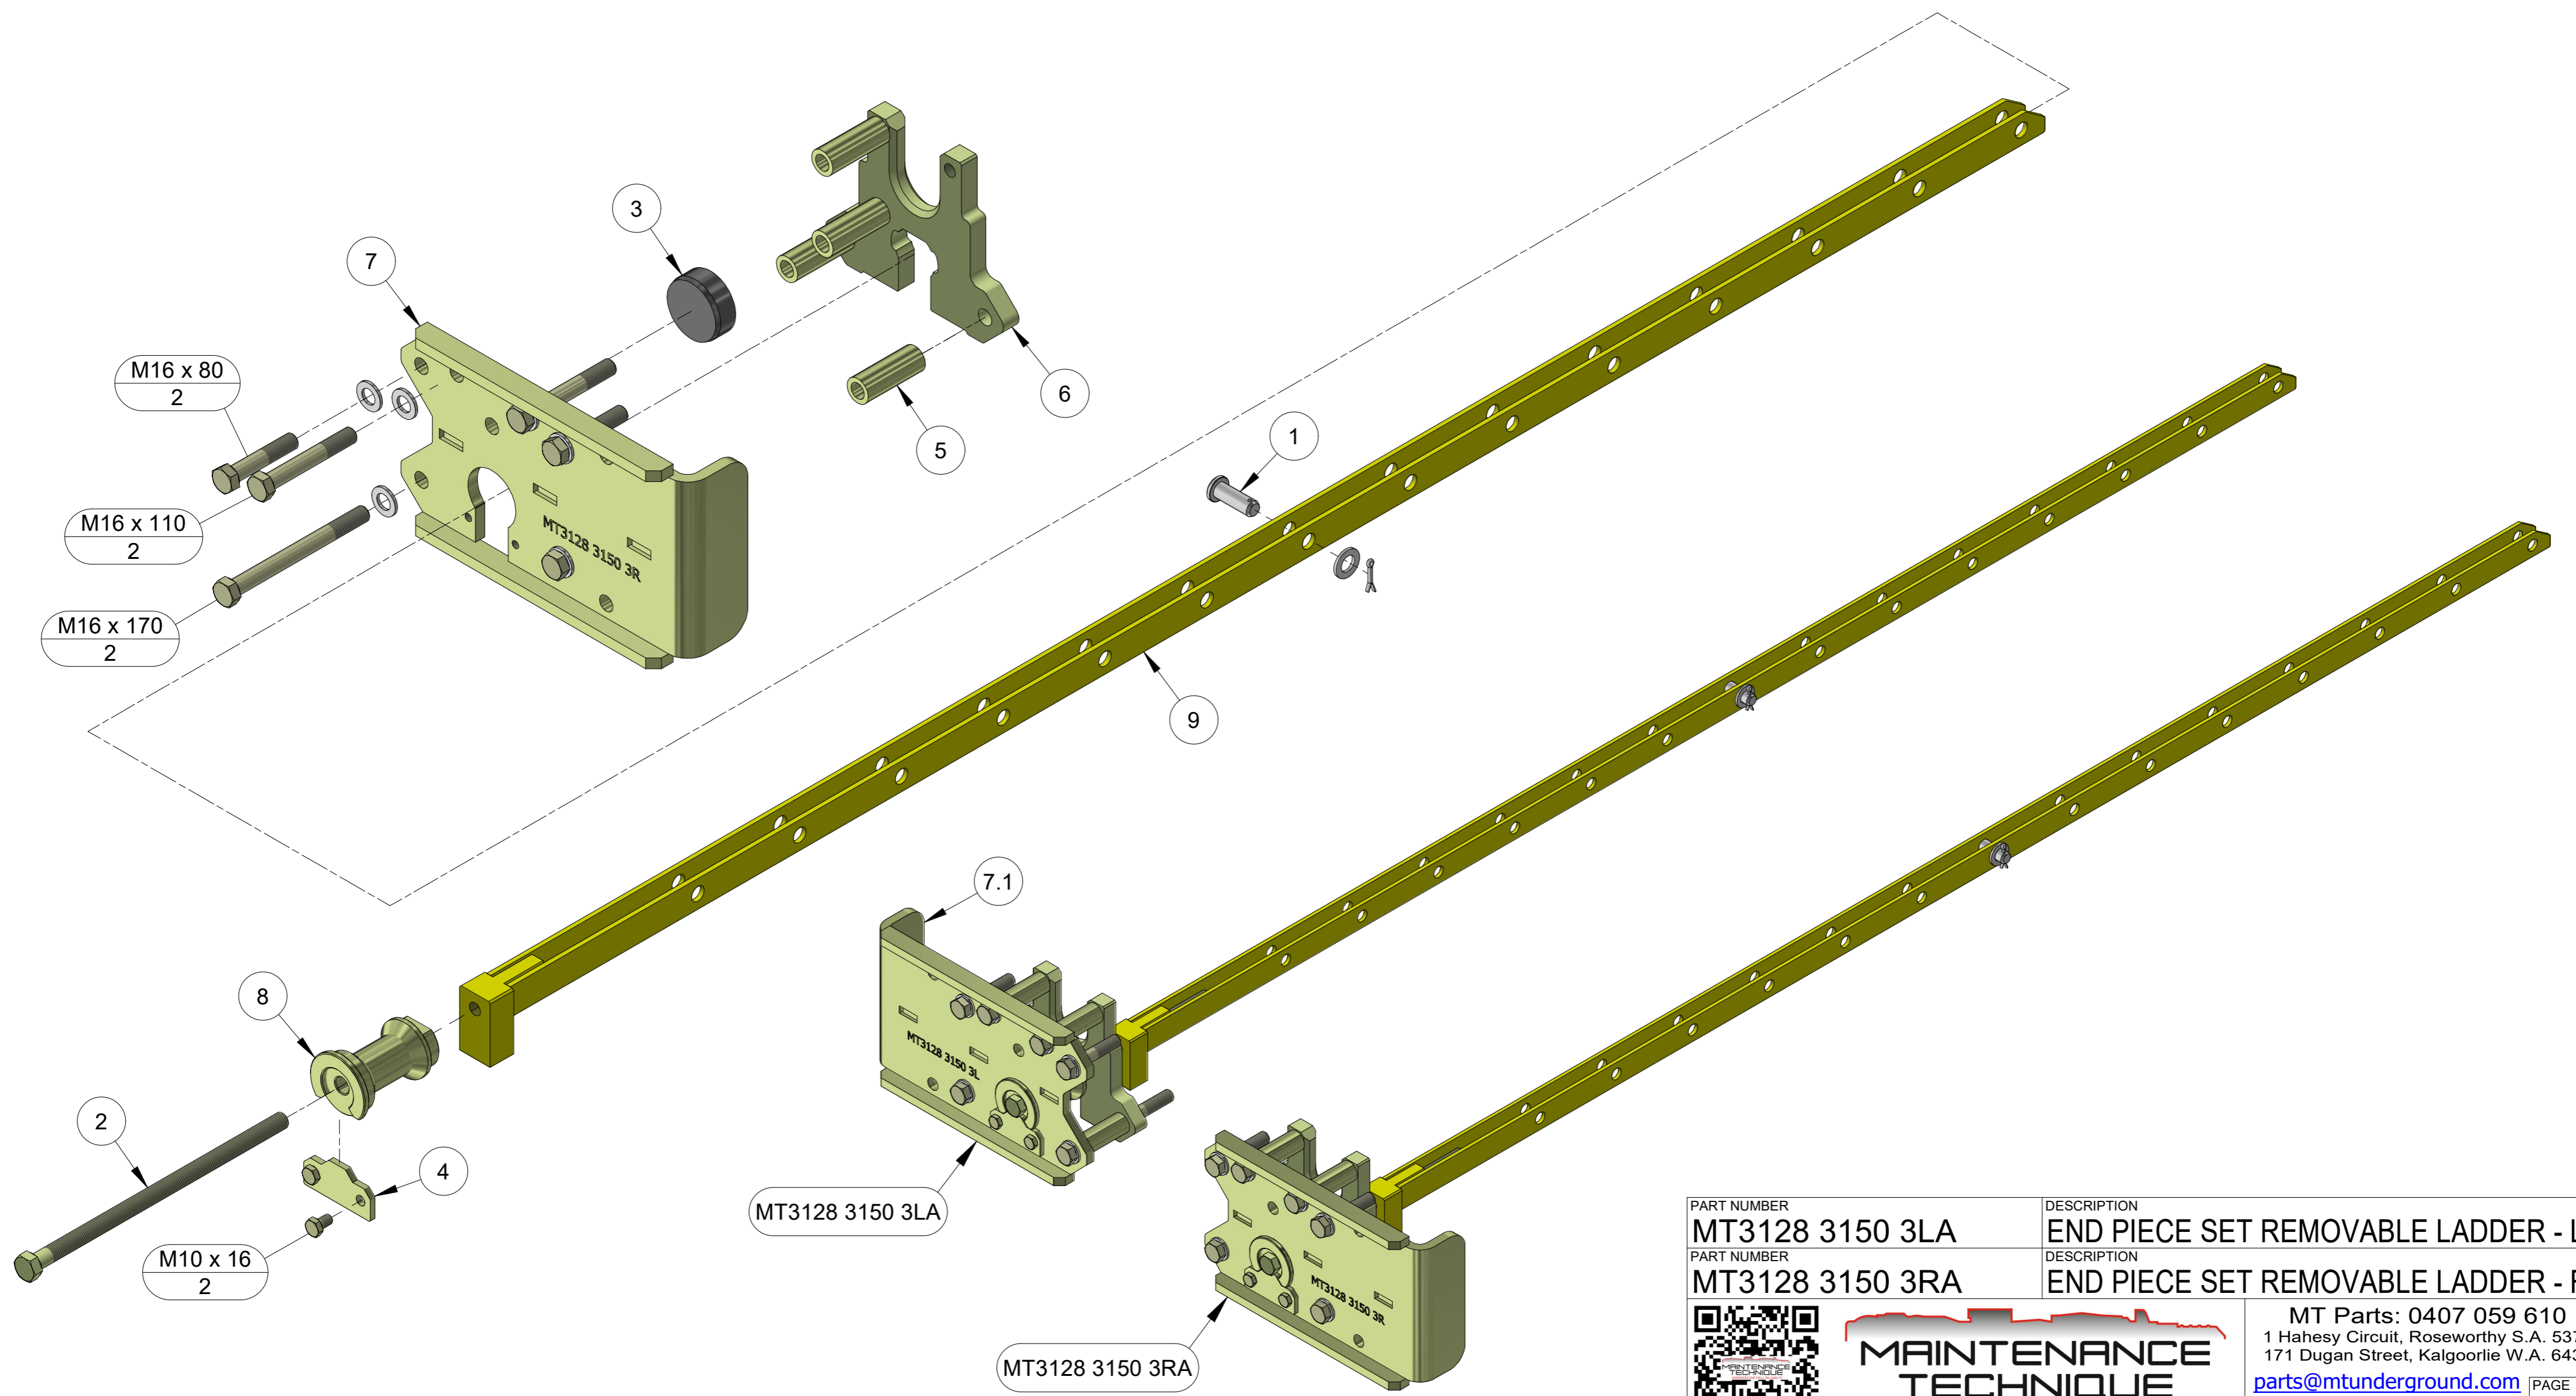 3
7
M16 x 80
2
6
5
1
M16 x 110
2
MT3128 3150 3R
M16 x 170
2
9
7.1
8
MT3128 3150 3L
2
4
MT3128 3150 3LA
M10 x 16
2
MT3128 3150 3R
MT3128 3150 3RA
PART NUMBER
MT3128 3150 3LA
DESCRIPTION
END PIECE SET REMOVABLE LADDER -
PART NUMBER
MT3128 3150 3RA
DESCRIPTION
END PIECE SET REMOVABLE LADDER -
MAINTENANCE
TECHNIQUE
MAINTENANCE
TECHNIQUE
MT Parts: 0407 059 610
1 Hahesy Circuit, Roseworthy S.A.
171 Dugan Street, Kalgoorlie W.A.
parts@mtunderground.com
PAGE